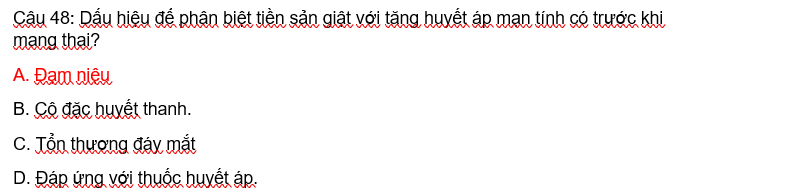 Câu 48: Dấu hiệu để phân biệt tiền sản giật với tăng huyết áp mạn tính có trước khi
mang thai?
A. Đạm niệu
B. Cô đặc huyết thanh.
C. Tổn thương đáy mắt
D. Đáp ứng với thuốc huyết áp.